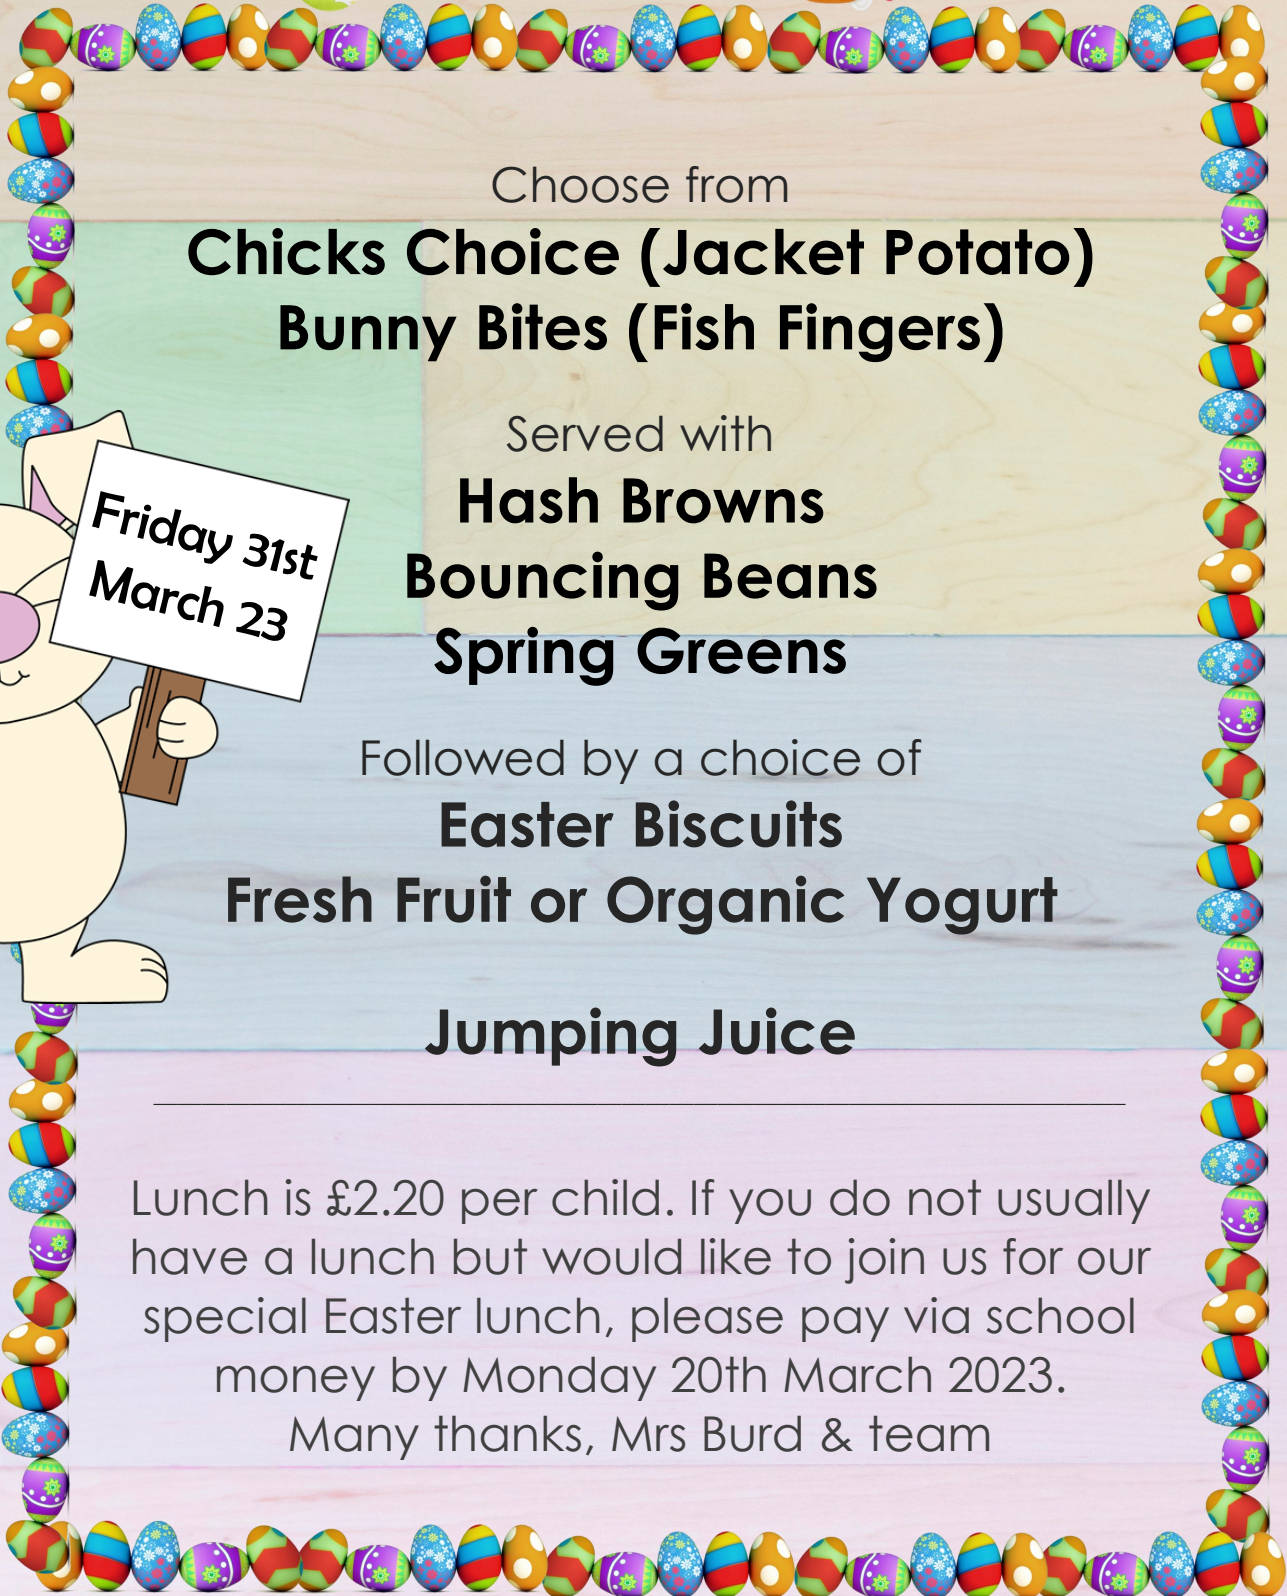 Choose from
Chicks Choice (Jacket Potato)
Bunny Bites (Fish Fingers)
Served with
Hash Browns
Bouncing Beans
Spring Greens
Friday 31st
March 23
Followed by a choice of
Easter Biscuits
Fresh Fruit or Organic Yogurt
Jumping Juice
Lunch is £2.20 per child. If you do not usually
have a lunch but would like to join us for our
special Easter lunch, please pay via school
money by Monday 20th March 2023.
Many thanks, Mrs Burd & team